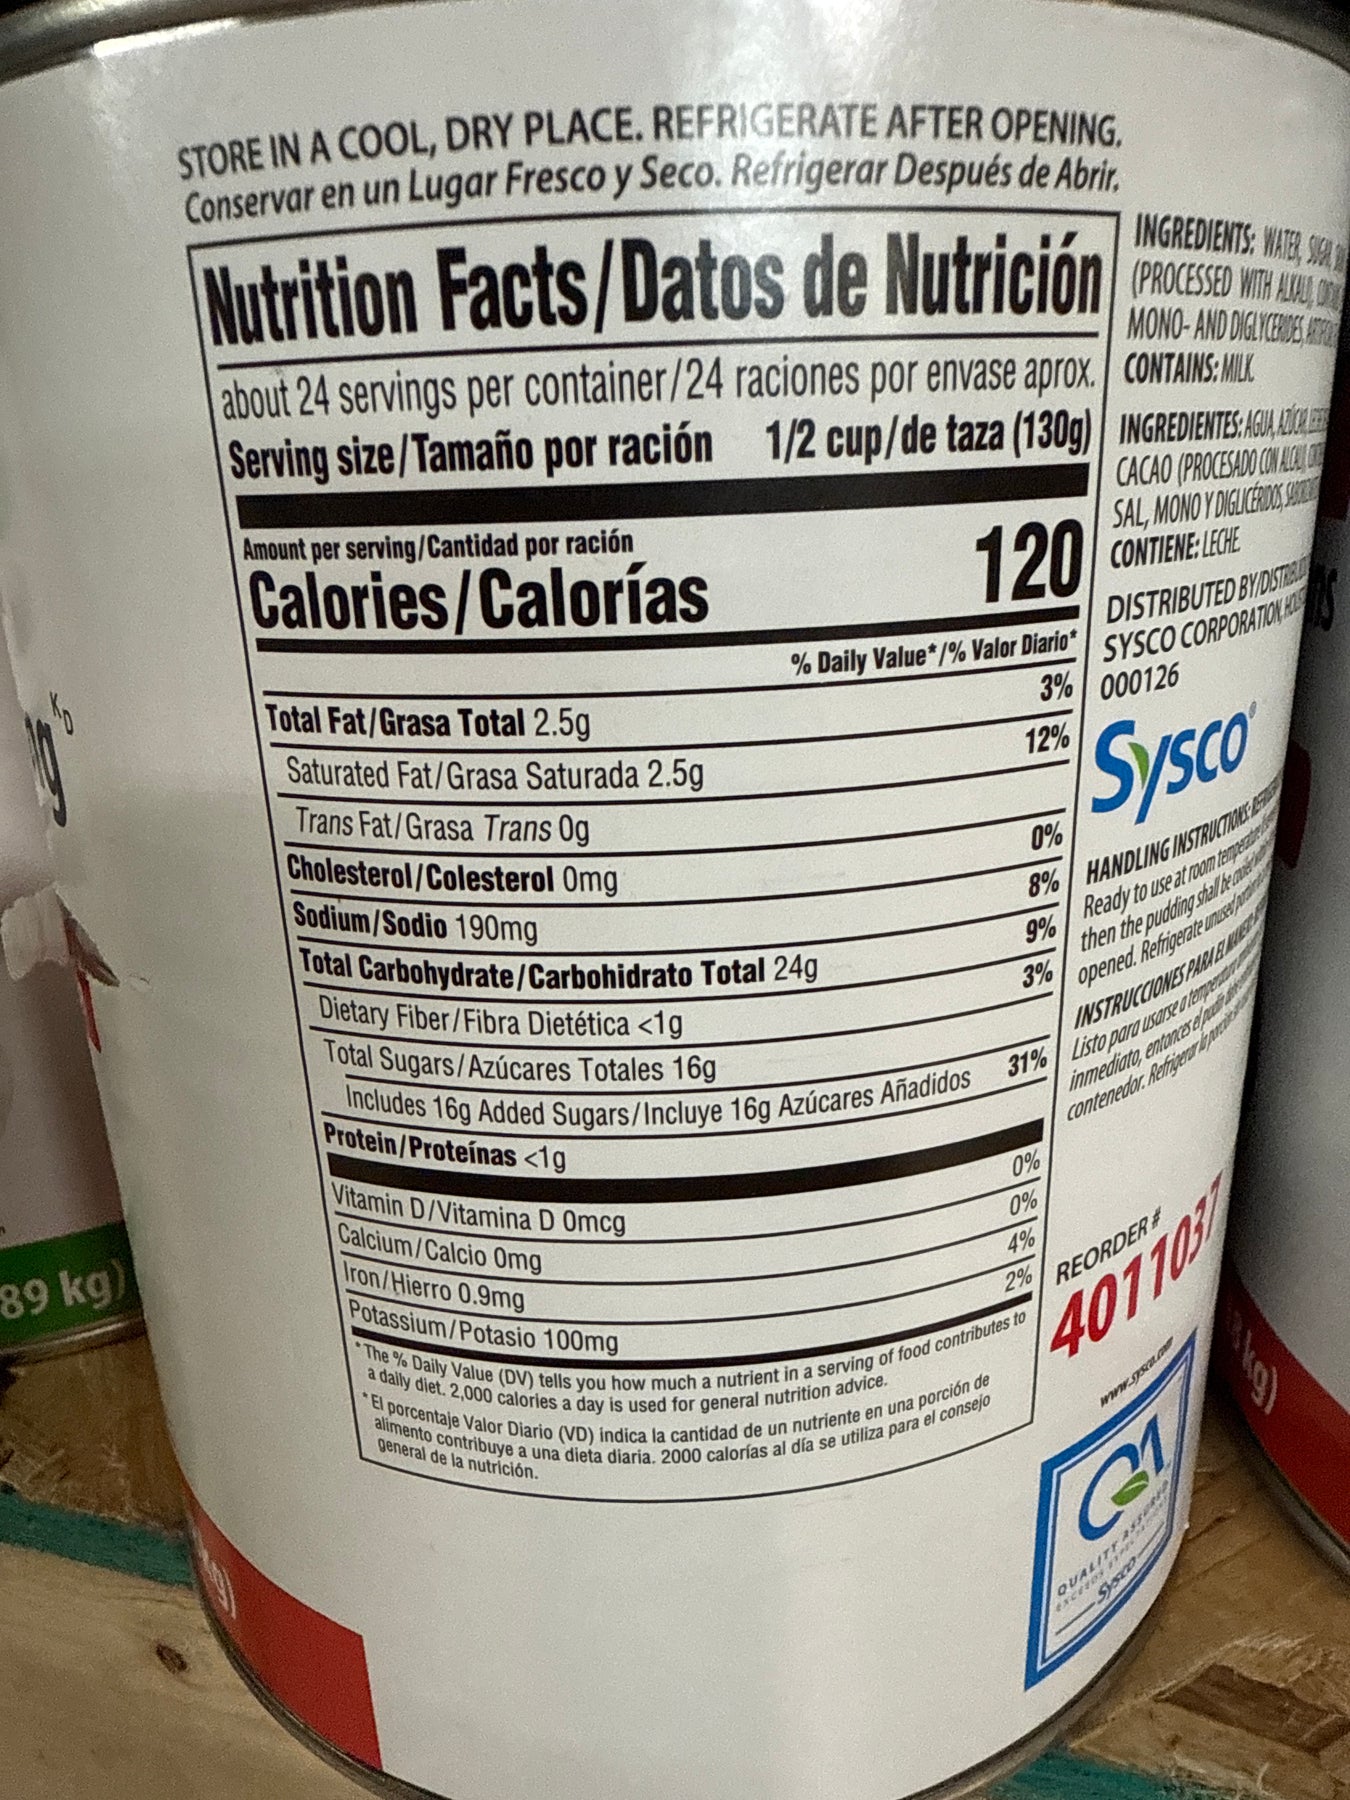 STORE IN A COOL, DRY PLACE. REFRIGERATE AFTER OPENING.
Conservar en un Lugar Fresco y Seco. Refrigerar Después de Abrir.
Nutrition Facts/Datos de Nutrición
about 24 servings per container/24 raciones por envase aprox.
Serving size/Tamaño por ración 1/2 cup/de taza (130g)
Amount per serving/Cantidad por ración
Calories/Calorías 120
% Daily Value*/% Valor Diario*
Total Fat/Grasa Total 2.5g 3%
Saturated Fat/Grasa Saturada 2.5g 12%
Trans Fat/Grasa Trans 0g
Cholesterol/Colesterol 0mg 0%
Sodium/Sodio 190mg 8%
Total Carbohydrate/Carbohidrato Total 24g 9%
Dietary Fiber/Fibra Dietética <1g 3%
Total Sugars/Azúcares Totales 16g
Includes 16g Added Sugars/Incluye 16g Azúcares Añadidos 31%
Protein/Proteínas <1g
Vitamin D/Vitamina D 0mcg 0%
Calcium/Calcio 0mg 0%
Iron/Hierro 0.9mg 4%
Potassium/Potasio 100mg 2%
* The % Daily Value (DV) tells you how much a nutrient in a serving of food contributes to
a daily diet. 2,000 calories a day is used for general nutrition advice.
* El porcentaje Valor Diario (VD) indica la cantidad de un nutriente en una porción de
alimento contribuye a una dieta diaria. 2000 calorías al día se utiliza para el consejo
general de la nutrición.
INGREDIENTS: WATER, SUGAR,
(PROCESSED WITH ALKALI),
MONO- AND DIGLYCERIDES,
CONTAINS: MILK.
INGREDIENTES: AGUA, AZÚCAR,
CACAO (PROCESADO CON ALCALI),
SAL, MONO Y DIGLICÉRIDOS,
CONTIENE: LECHE.
DISTRIBUTED BY/
SYSCO CORPORATION,
000126
Sysco®
HANDLING INSTRUCTIONS:
Ready to use at room temperature
then the pudding shall be cooled
opened. Refrigerate unused
INSTRUCCIONES PARA EL MANEJO
Listo para usarse a temperatura
inmediato, entonces el pudín
contenedor. Refrigerar la porción
REORDER #
4011037
www.sysco.com
QA
QUALITY ASSURED
Sysco
89 kg)
kg)